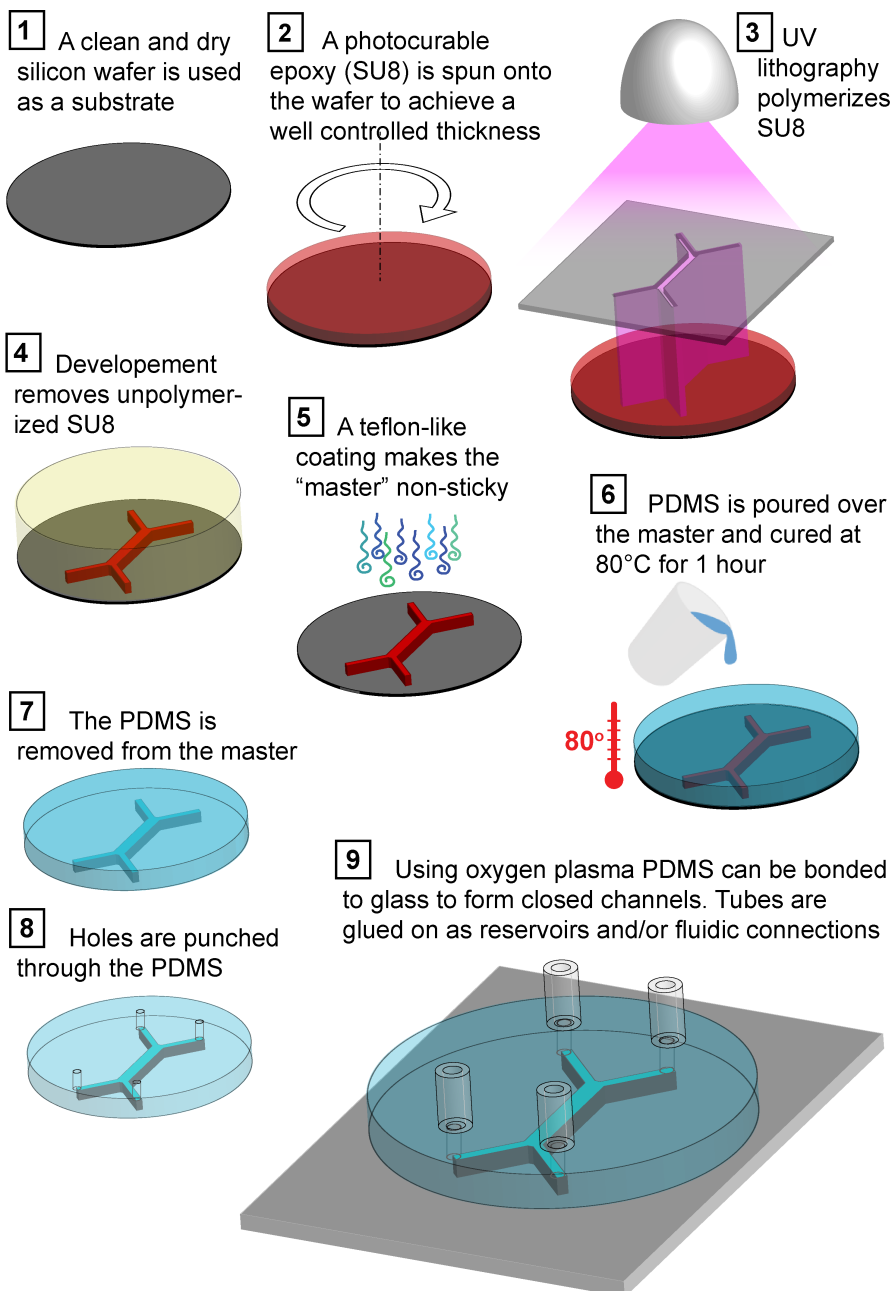 1 A clean and dry
silicon wafer is used
as a substrate
2 A photocurable
epoxy (SU8) is spun onto
the wafer to achieve a
well controlled thickness
3 UV
lithography
polymerizes
SU8
4 Developement
removes unpolymer-
ized SU8
5 A teflon-like
coating makes the
“master” non-sticky
6 PDMS is poured over
the master and cured at
80°C for 1 hour
80°
7 The PDMS is
removed from the master
8 Holes are punched
through the PDMS
9 Using oxygen plasma PDMS can be bonded
to glass to form closed channels. Tubes are
glued on as reservoirs and/or fluidic connections